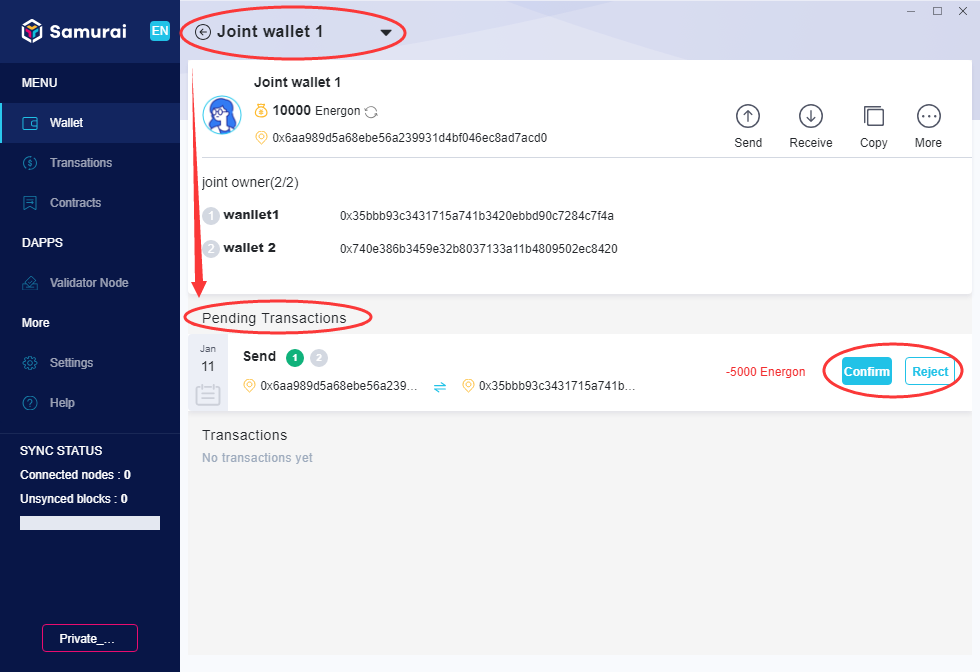 Samurai
EN
MENU
Wallet
Transations
Contracts
DAPPS
Validator Node
More
Settings
Help
SYNC STATUS
Connected nodes : 0
Unsynced blocks : 0
Private_...
Joint wallet 1
Joint wallet 1
10000 Energon
0x6aa989d5a68ebe56a239931d4bf046ec8ad7acd0
Send
Receive
Copy
More
joint owner(2/2)
1 wanllet1 0x35bbb93c3431715a741b3420ebbd90c7284c7f4a
2 wallet 2 0x740e386b3459e32b8037133a11b4809502ec8420
Pending Transactions
Jan
11
Send 1 2
0x6aa989d5a68ebe56a239... 0x35bbb93c3431715a741b...
-5000 Energon
Confirm
Reject
Transactions
No transactions yet